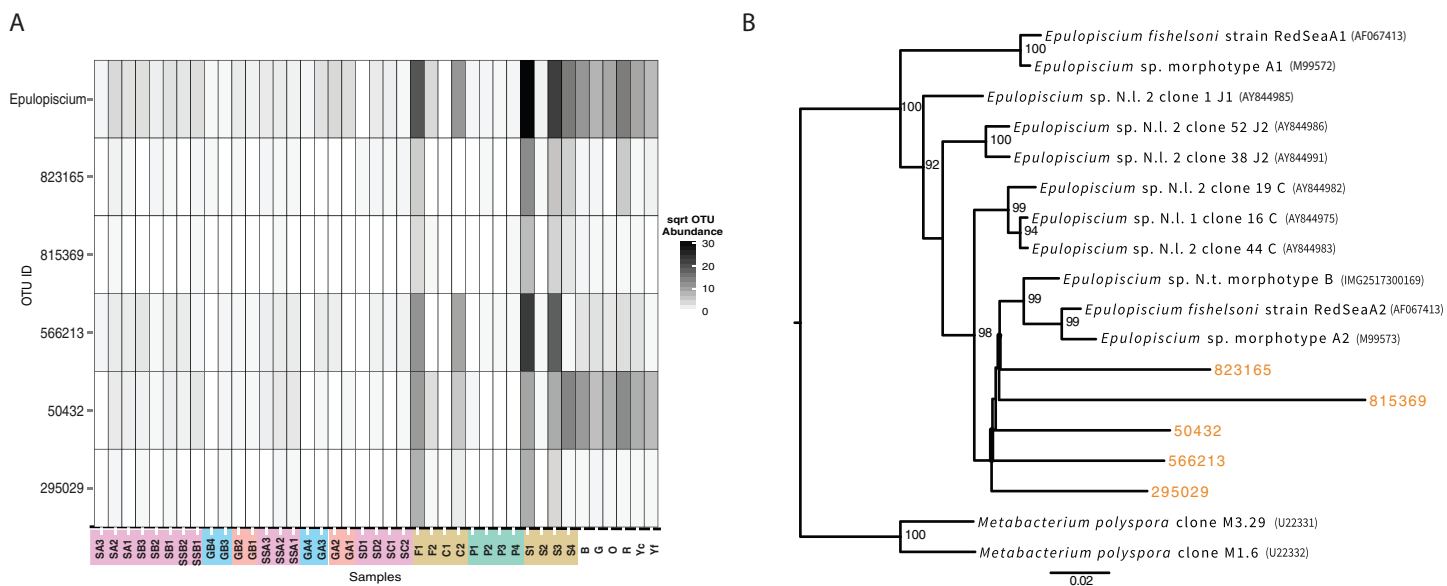 A
Epulopiscium
823165
815369
566213
50432
295029
OTU ID
SA3 SA2 SA1 SB3 SB2 SB1 SSB2 SSB1 GB4 GB3 GB2 GB1 SSA3 SSA2 SSA1 GA4 GA3 GA2 GA1 SD1 SD2 SC1 SC2 F1 F2 C1 C2 P1 P2 P3 P4 S1 S2 S3 S4 B G O R Yc Yf
Samples
sqrt OTU
Abundance
30
20
10
0
B
Epulopiscium fishelsoni strain RedSeaA1 (AF067413)
100
Epulopiscium sp. morphotype A1 (M99572)
Epulopiscium sp. N.l. 2 clone 1 J1 (AY844985)
100
Epulopiscium sp. N.l. 2 clone 52 J2 (AY844986)
100
Epulopiscium sp. N.l. 2 clone 38 J2 (AY844991)
92
Epulopiscium sp. N.l. 2 clone 19 C (AY844982)
99
Epulopiscium sp. N.l. 1 clone 16 C (AY844975)
94
Epulopiscium sp. N.l. 2 clone 44 C (AY844983)
Epulopiscium sp. N.t. morphotype B (IMG2517300169)
99
Epulopiscium fishelsoni strain RedSeaA2 (AF067413)
99
98
Epulopiscium sp. morphotype A2 (M99573)
823165
815369
50432
566213
295029
Metabacterium polyspora clone M3.29 (U22331)
100
Metabacterium polyspora clone M1.6 (U22332)
0.02